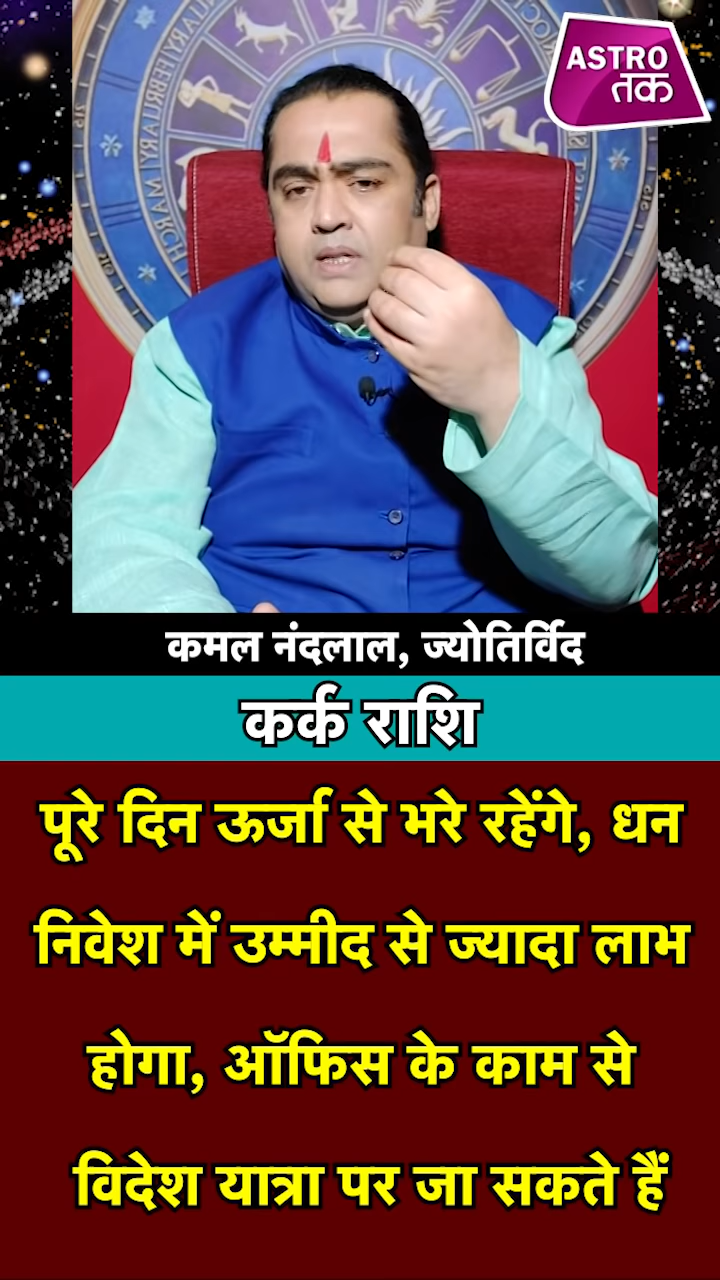 ASTRO
तक
कमल नंदलाल, ज्योतिर्विद
कर्क राशि
पूरे दिन ऊर्जा से भरे रहेंगे, धन
निवेश में उम्मीद से ज्यादा लाभ
होगा, ऑफिस के काम से
विदेश यात्रा पर जा सकते हैं